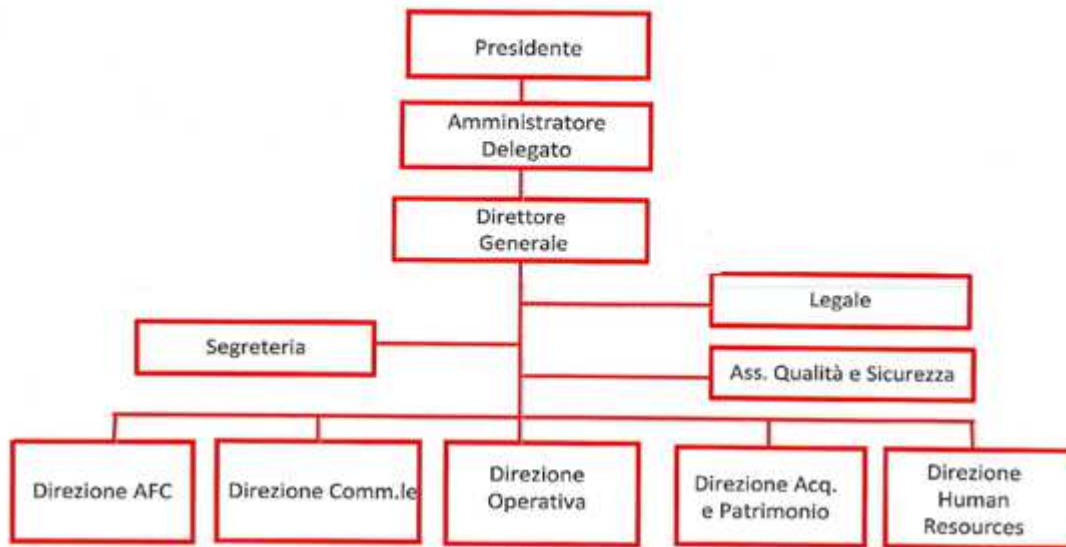 Presidente
Amministratore
Delegato
Direttore
Generale
Legale
Segreteria
Ass. Qualità e Sicurezza
Direzione AFC
Direzione Comm.le
Direzione
Operativa
Direzione Acq.
e Patrimonio
Direzione
Human
Resources